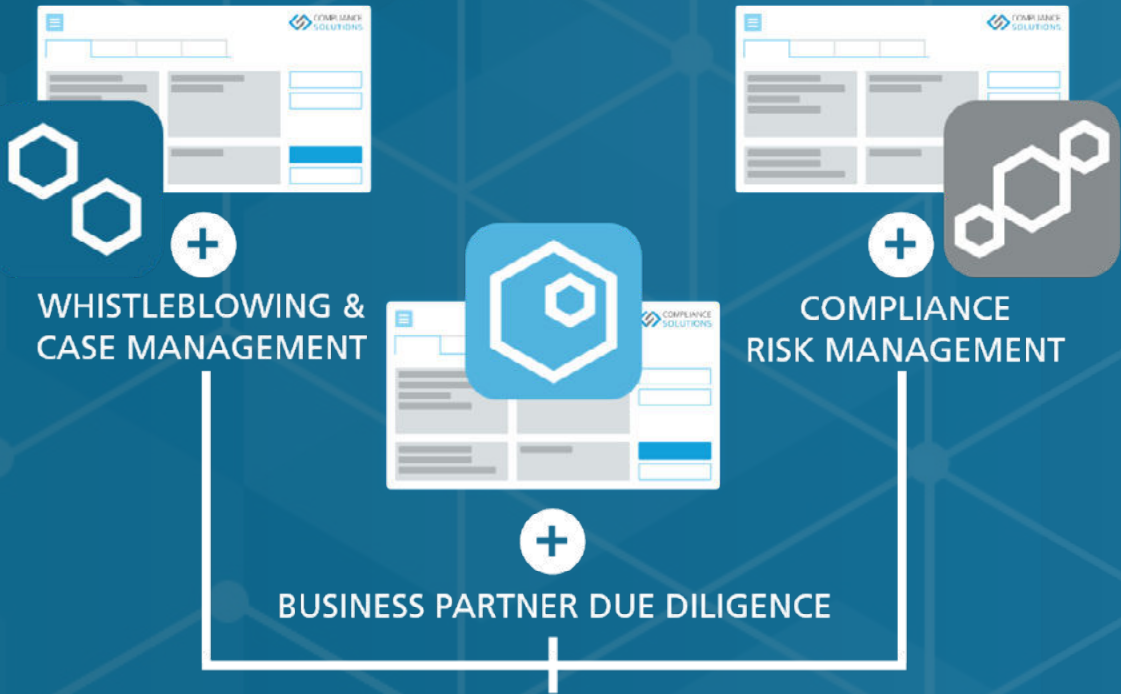 COMPLIANCE
SOLUTIONS
COMPLIANCE
SOLUTIONS
WHISTLEBLOWING &
CASE MANAGEMENT
COMPLIANCE
RISK MANAGEMENT
COMPLIANCE
SOLUTIONS
BUSINESS PARTNER DUE DILIGENCE